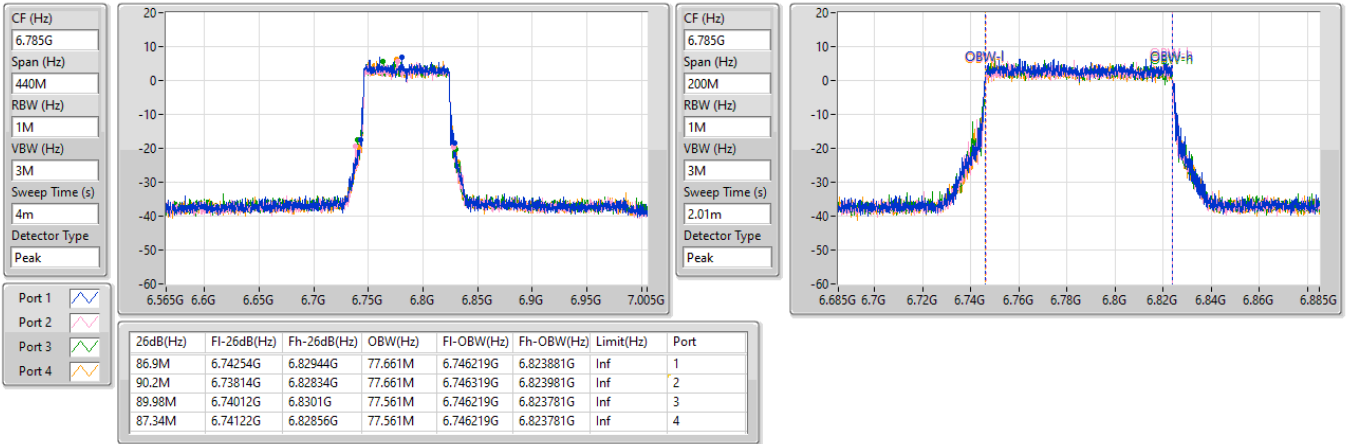 CF (Hz)
6.785G
Span (Hz)
440M
RBW (Hz)
1M
VBW (Hz)
3M
Sweep Time (s)
4m
Detector Type
Peak
20
10
0
-10
-20
-30
-40
-50
-60
6.565G 6.6G 6.65G 6.7G 6.75G 6.8G 6.85G 6.9G 6.95G 7.005G
CF (Hz)
6.785G
Span (Hz)
200M
RBW (Hz)
1M
VBW (Hz)
3M
Sweep Time (s)
2.01m
Detector Type
Peak
20
10
0
-10
-20
-30
-40
-50
-60
OBW-l OBW-h
6.685G 6.7G 6.72G 6.74G 6.76G 6.78G 6.8G 6.82G 6.84G 6.86G 6.885G
Port 1
Port 2
Port 3
Port 4
26dB(Hz) Fl-26dB(Hz) Fh-26dB(Hz) OBW(Hz) Fl-OBW(Hz) Fh-OBW(Hz) Limit(Hz) Port
86.9M 6.74254G 6.82944G 77.661M 6.746219G 6.823881G Inf 1
90.2M 6.73814G 6.82834G 77.661M 6.746319G 6.823981G Inf 2
89.98M 6.74012G 6.8301G 77.561M 6.746219G 6.823781G Inf 3
87.34M 6.74122G 6.82856G 77.561M 6.746219G 6.823781G Inf 4